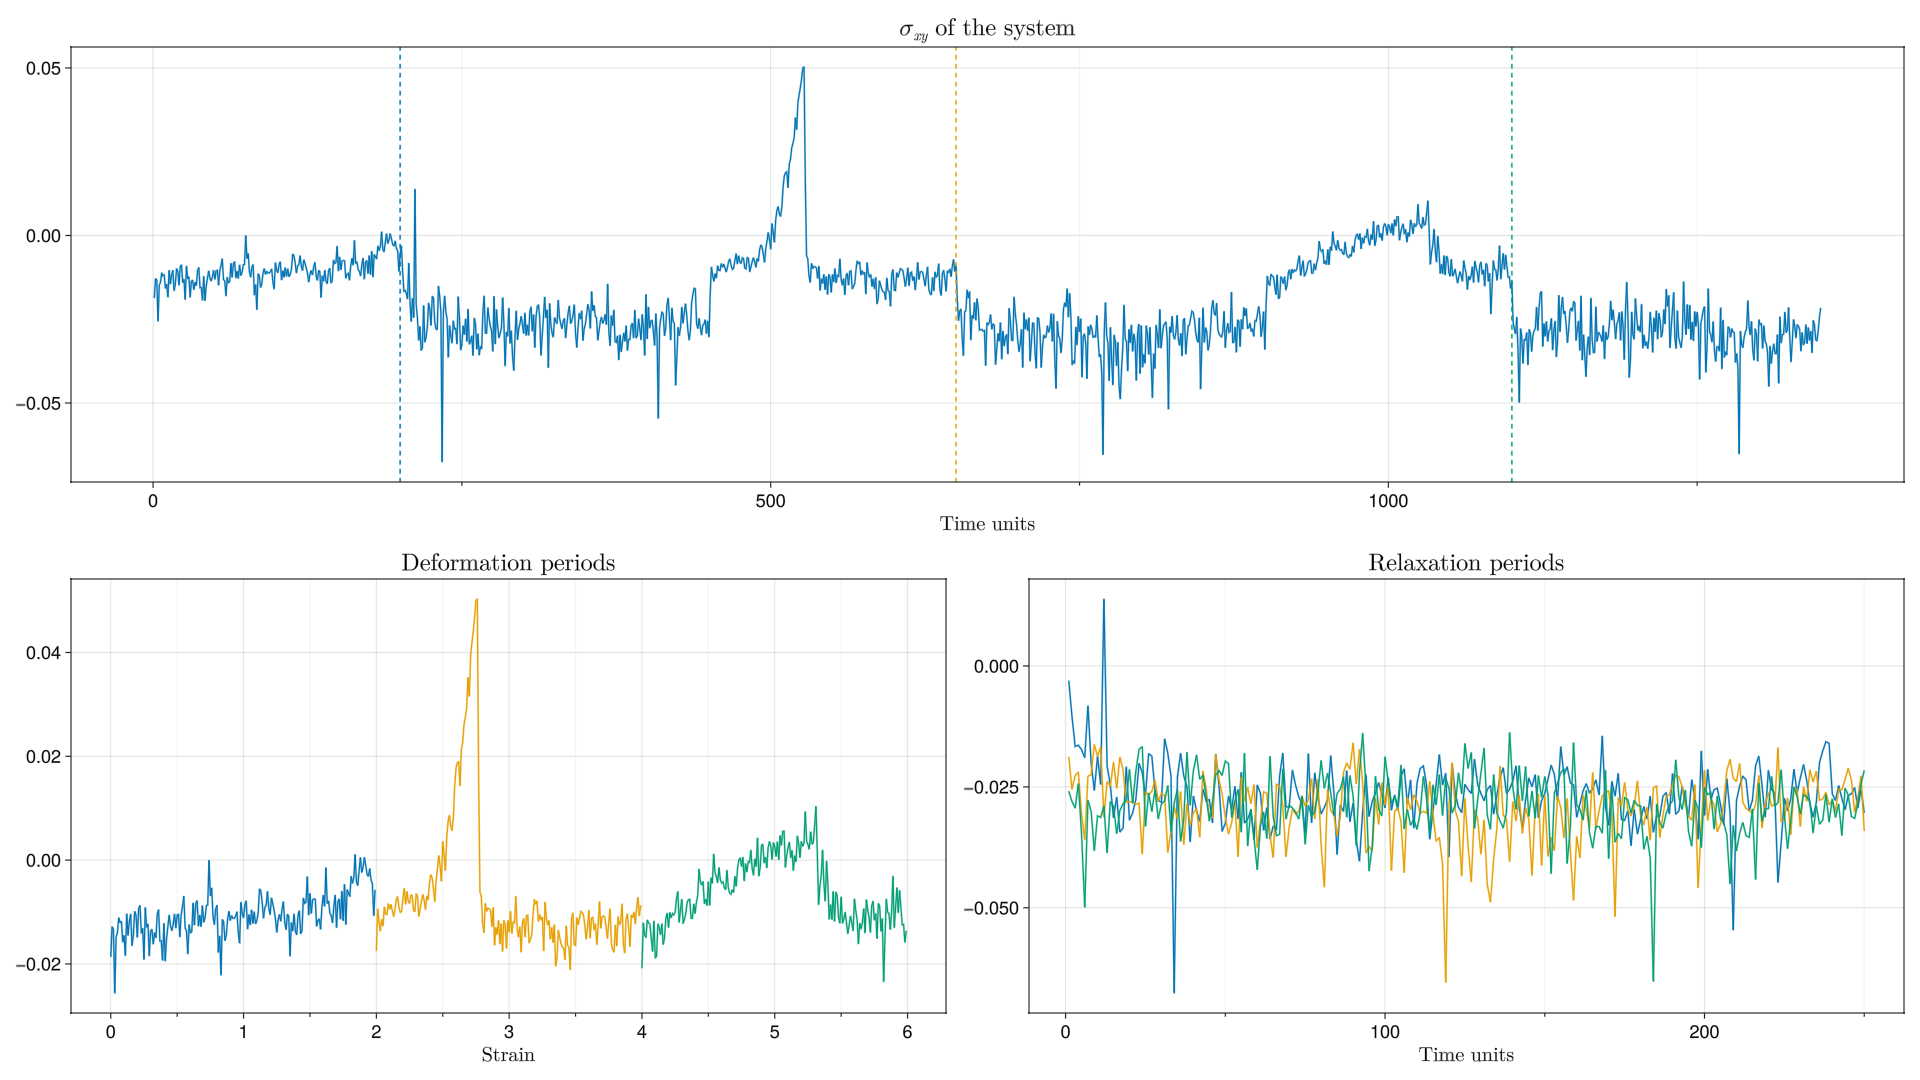 σxy of the system
0.05
0.00
−0.05
0 500 1000
Time units
Deformation periods
0.04
0.02
0.00
−0.02
0 1 2 3 4 5 6
Strain
Relaxation periods
0.000
−0.025
−0.050
0 100 200
Time units